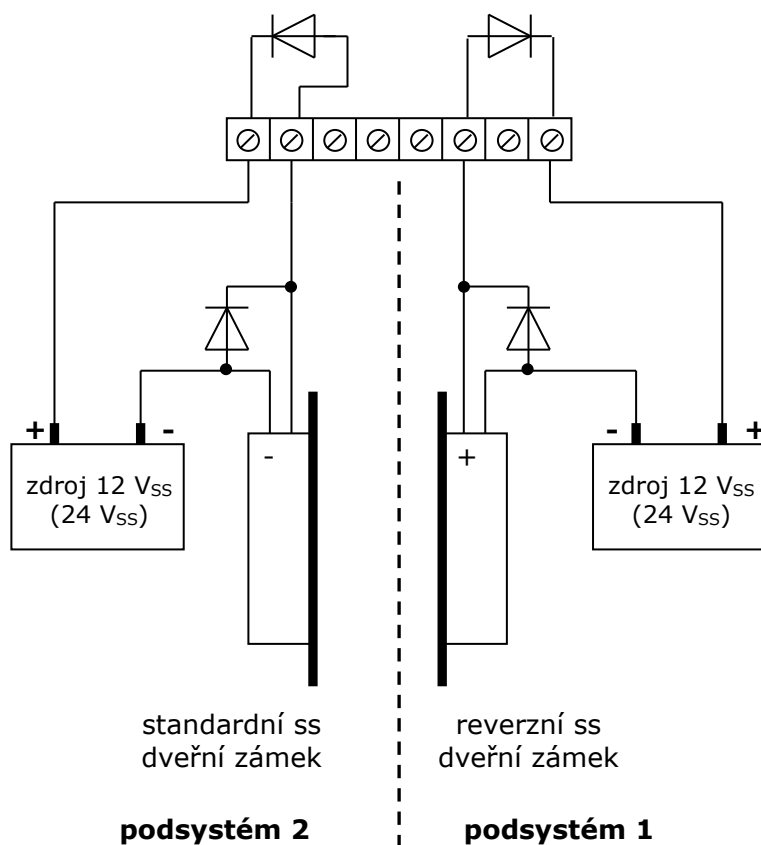 + -
- +
zdroj 12 VSS
(24 VSS)
-
+
zdroj 12 VSS
(24 VSS)
standardní ss
dveřní zámek
reverzní ss
dveřní zámek
podsystém 2
podsystém 1